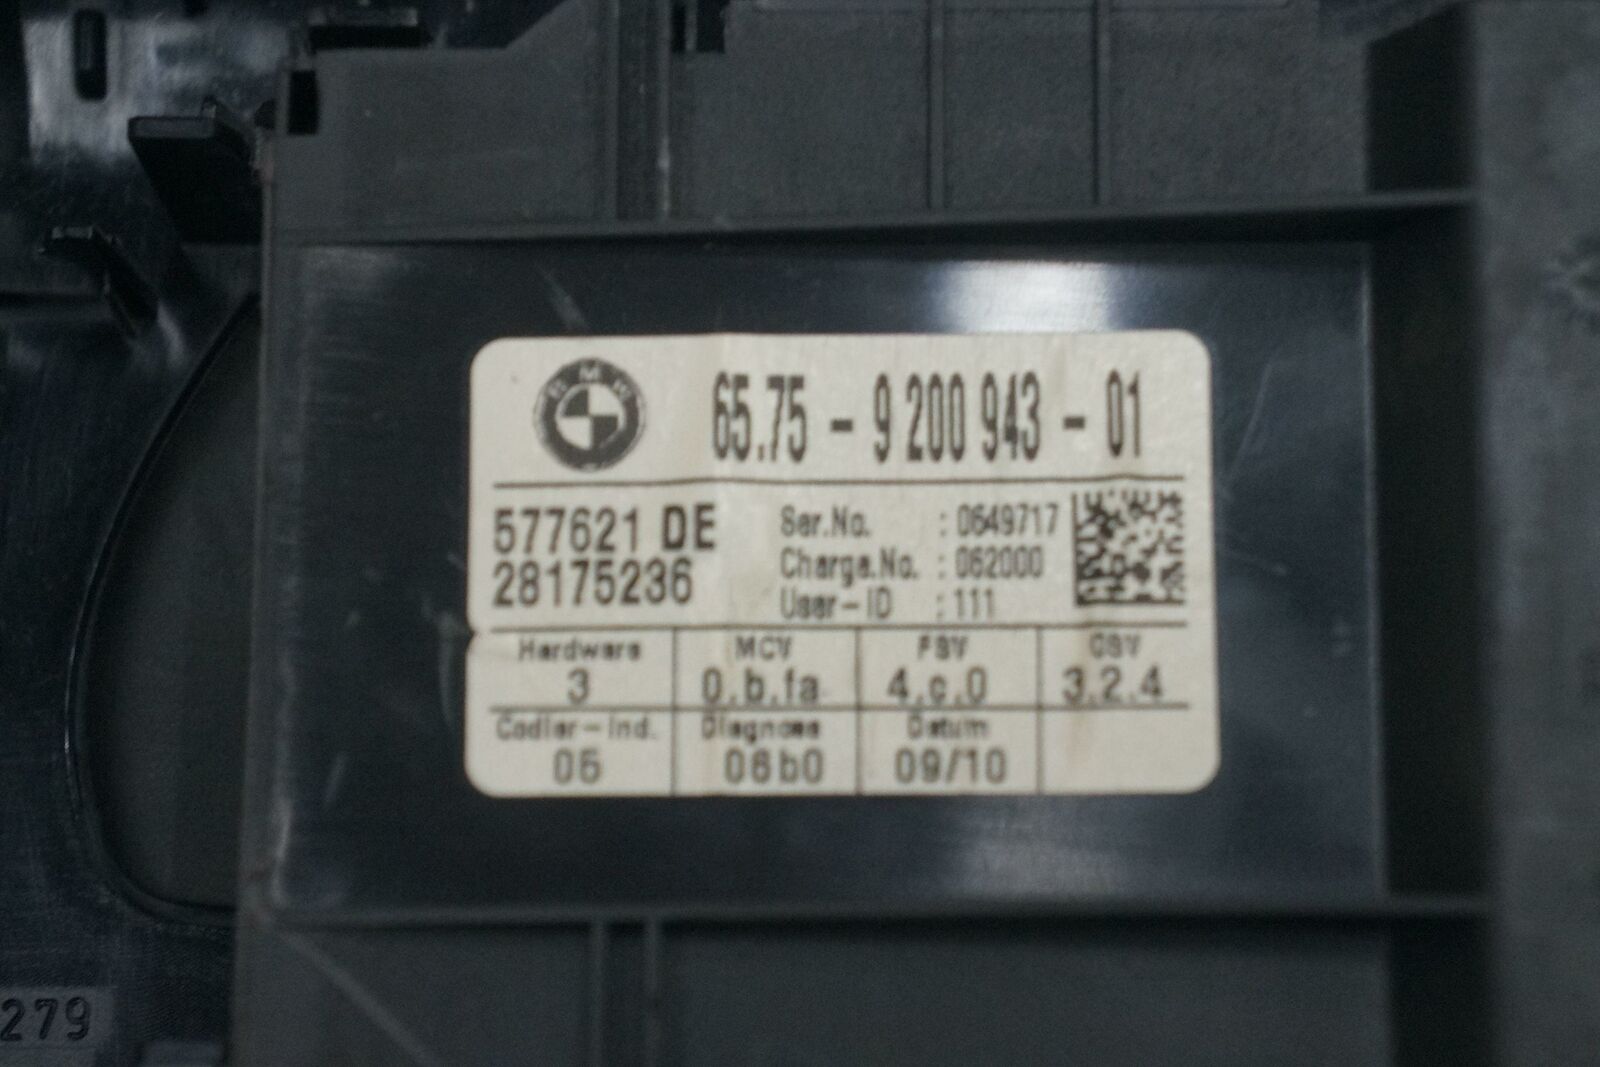 BMW
65.75 - 9 200 943 - 01
577621 DE
28175236
Ser.No. : 0649717
Charge.No. : 062000
User-ID : 111
Hardware MCV FSV OSV
3 0.b.fa 4.c.0 3.2.4
Codier-Ind. Diagnose Datum
06b0 09/10
279